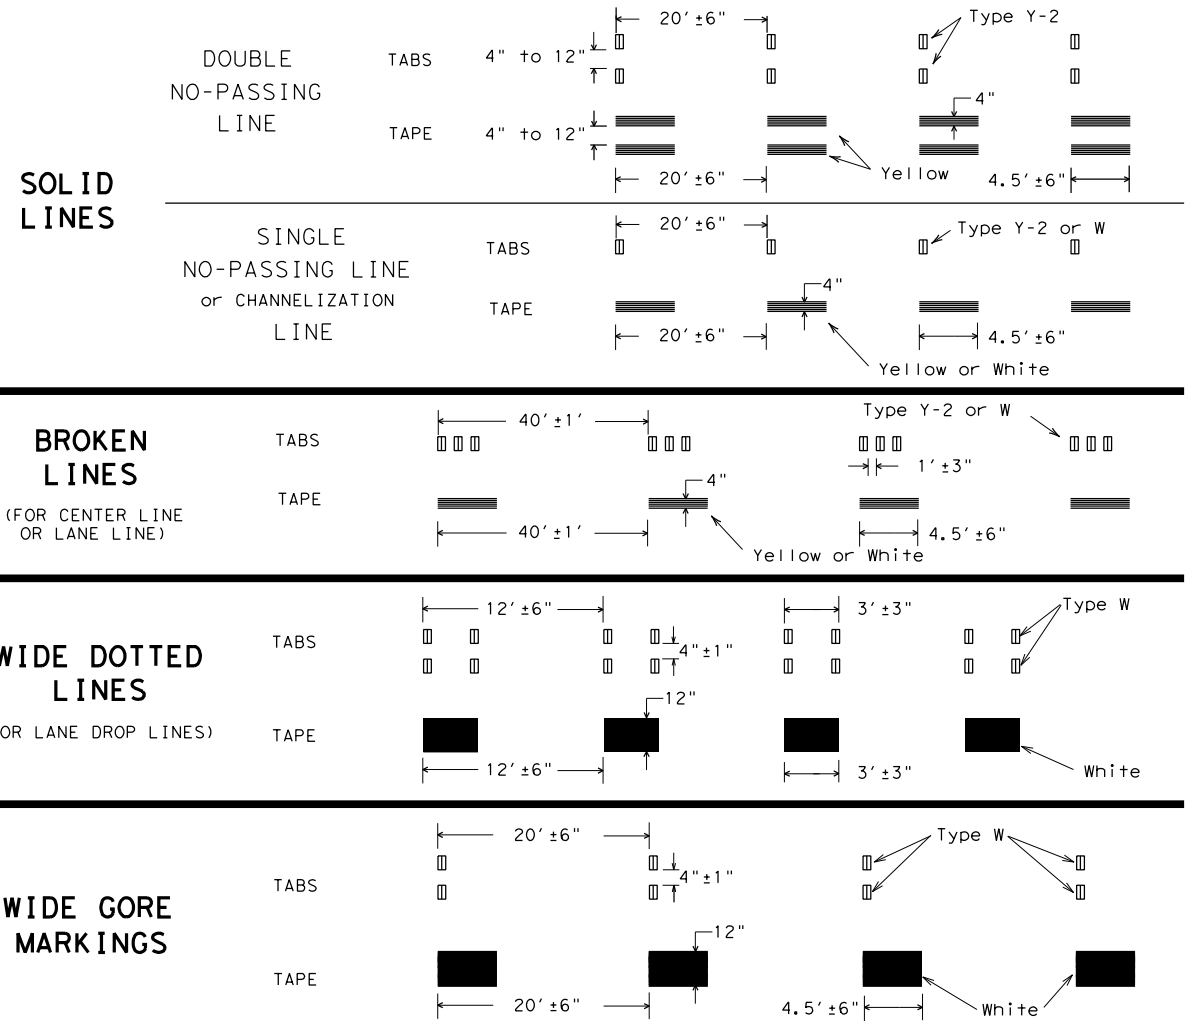 SOLID
LINES
DOUBLE
NO-PASSING
LINE
TABS
4" to 12"
20'±6"
Type Y-2
TAPE
4" to 12"
4"
Yellow
20'±6"
4.5'±6"
SINGLE
NO-PASSING LINE
or CHANNELIZATION
LINE
TABS
20'±6"
Type Y-2 or W
TAPE
4"
20'±6"
4.5'±6"
Yellow or White
BROKEN
LINES
(FOR CENTER LINE
OR LANE LINE)
TABS
40'±1'
Type Y-2 or W
1'±3"
TAPE
4"
40'±1'
4.5'±6"
Yellow or White
WIDE DOTTED
LINES
OR LANE DROP LINES)
TABS
12'±6"
3'±3"
Type W
4"±1"
TAPE
12"
12'±6"
3'±3"
White
WIDE GORE
MARKINGS
TABS
20'±6"
Type W
4"±1"
TAPE
12"
20'±6"
4.5'±6"
White